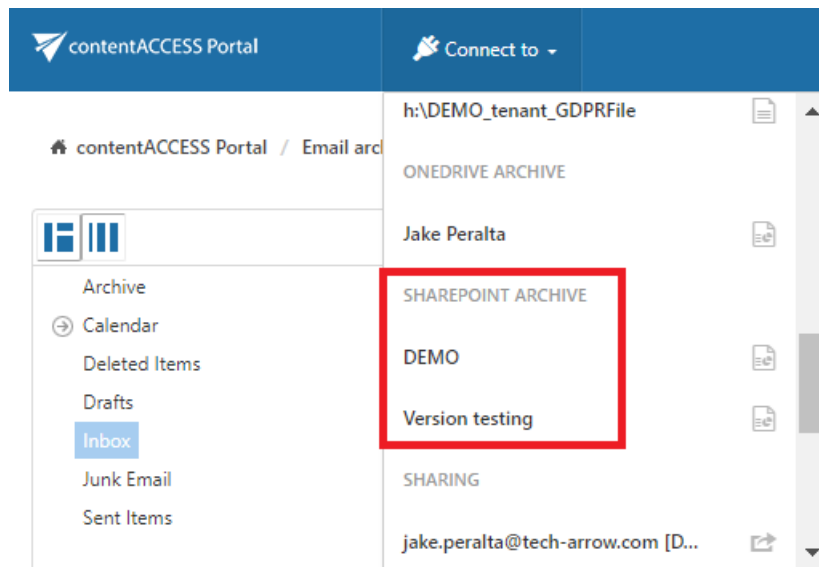 contentACCESS Portal
Connect to
h:\DEMO_tenant_GDPRFile
contentACCESS Portal / Email arcl
ONEDRIVE ARCHIVE
Jake Peralta
Archive
Calendar
Deleted Items
Drafts
Inbox
Junk Email
Sent Items
SHAREPOINT ARCHIVE
DEMO
Version testing
SHARING
jake.peralta@tech-arrow.com [D...